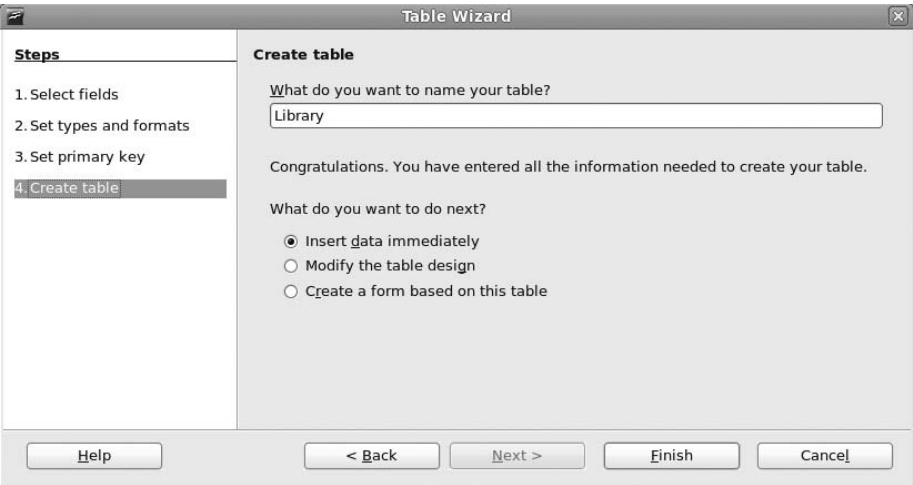 Table Wizard
Steps
1. Select fields
2. Set types and formats
3. Set primary key
4. Create table
Create table
What do you want to name your table?
Library
Congratulations. You have entered all the information needed to create your table.
What do you want to do next?
Insert data immediately
Modify the table design
Create a form based on this table
Help
< Back
Next >
Finish
Cancel